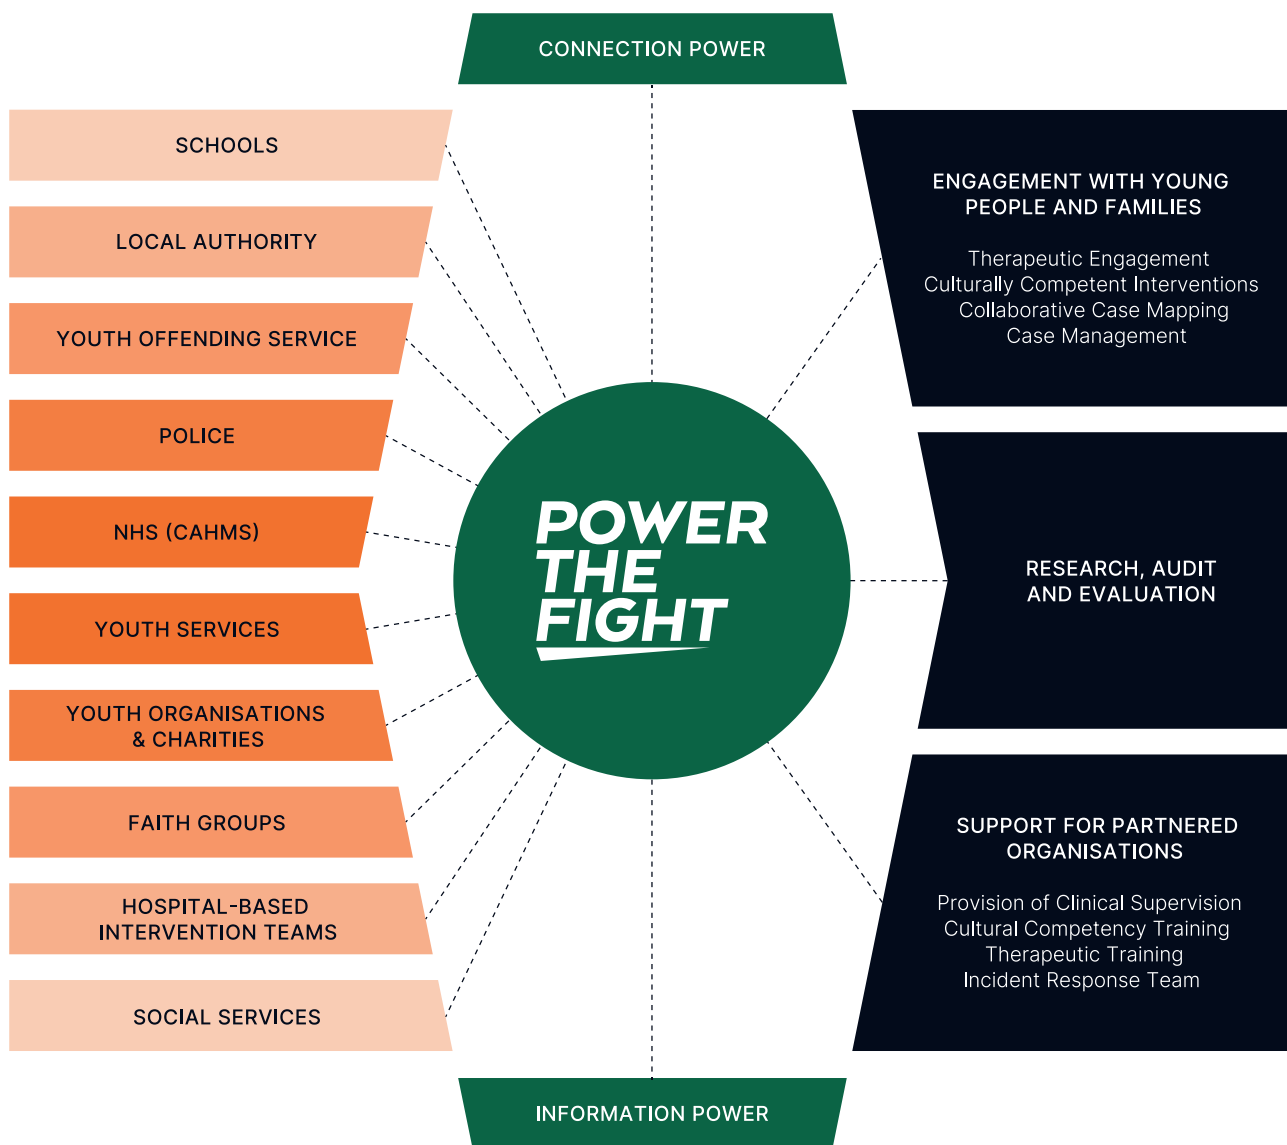 CONNECTION POWER
SCHOOLS
LOCAL AUTHORITY
YOUTH OFFENDING SERVICE
POLICE
NHS (CAHMS)
YOUTH SERVICES
YOUTH ORGANISATIONS
& CHARITIES
FAITH GROUPS
HOSPITAL-BASED
INTERVENTION TEAMS
SOCIAL SERVICES
POWER
THE
FIGHT
ENGAGEMENT WITH YOUNG
PEOPLE AND FAMILIES
Therapeutic Engagement
Culturally Competent Interventions
Collaborative Case Mapping
Case Management
RESEARCH, AUDIT
AND EVALUATION
SUPPORT FOR PARTNERED
ORGANISATIONS
Provision of Clinical Supervision
Cultural Competency Training
Therapeutic Training
Incident Response Team
INFORMATION POWER